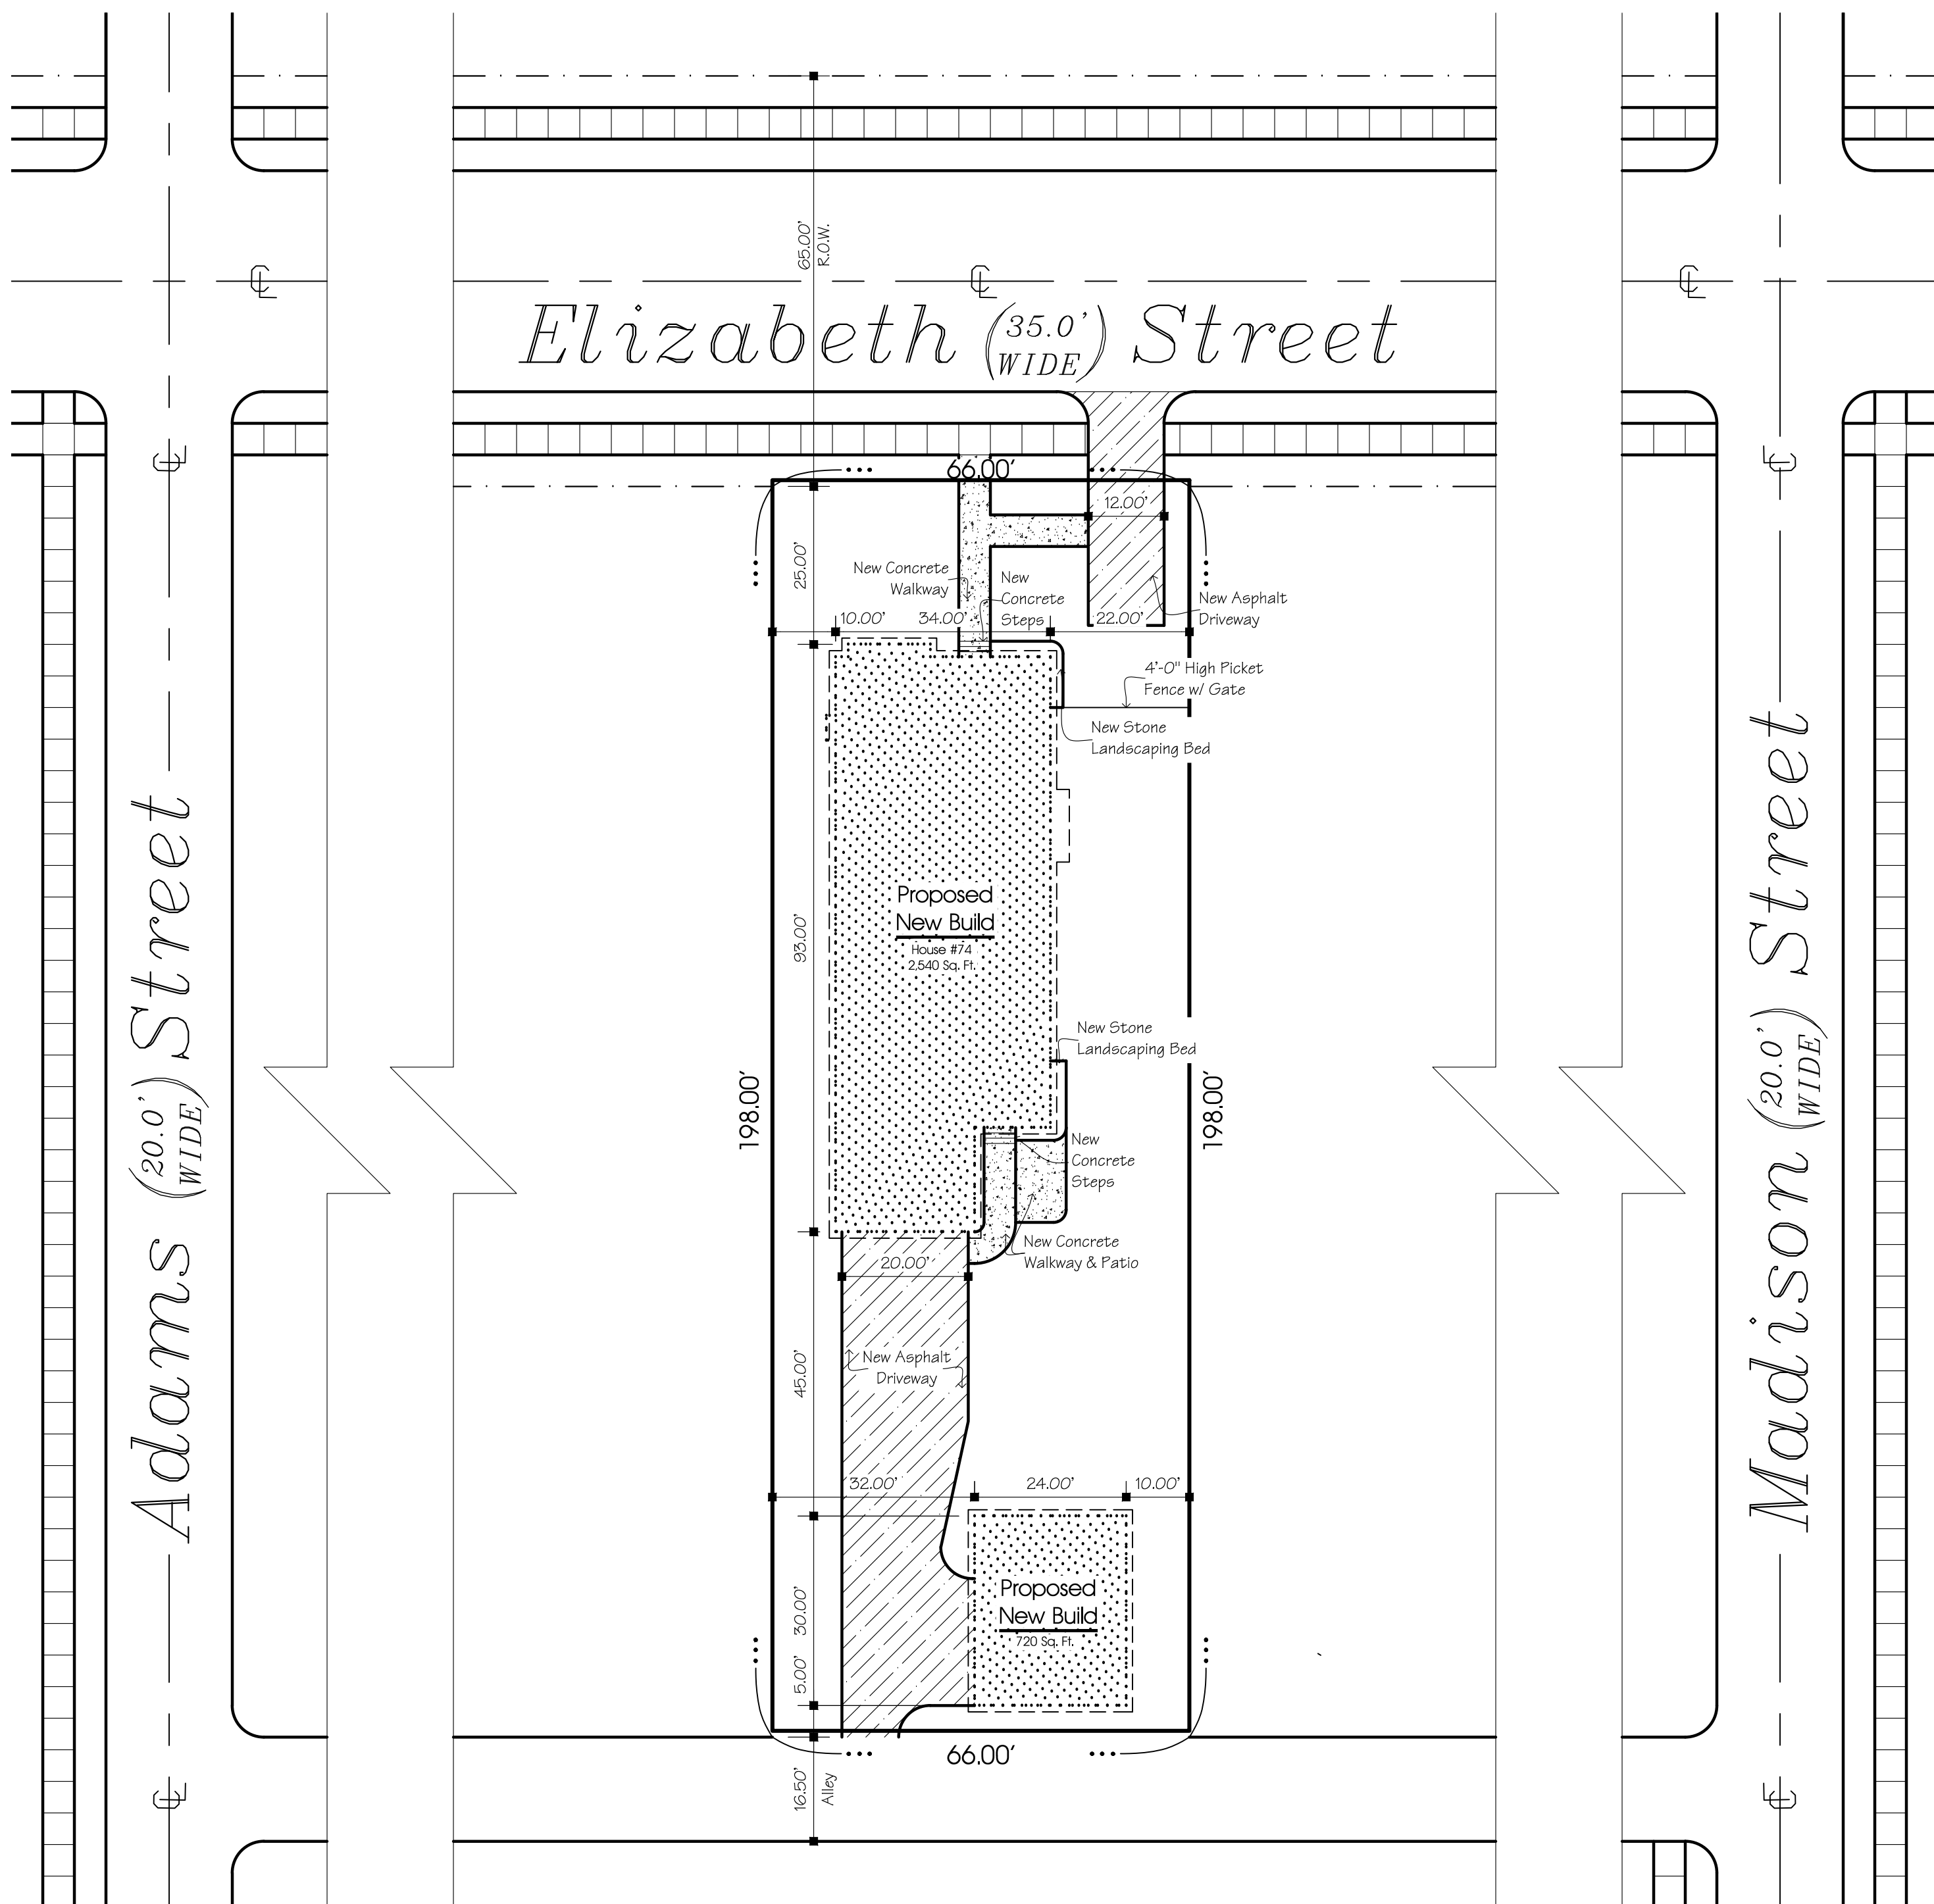 65.00'
R.O.W.
Elizabeth (35.0' WIDE) Street
66.00'
12.00'
25.00'
New Concrete
Walkway
New
Concrete
Steps
New Asphalt
Driveway
10.00'
34.00'
22.00'
4'-0" High Picket
Fence w/ Gate
New Stone
Landscaping Bed
Proposed
New Build
House #74
2,540 Sq. Ft.
93.00'
New Stone
Landscaping Bed
198.00'
198.00'
New
Concrete
Steps
New Concrete
Walkway & Patio
20.00'
New Asphalt
Driveway
45.00'
32.00'
24.00'
10.00'
Proposed
New Build
720 Sq. Ft.
30.00'
5.00'
66.00'
16.50'
Alley
Adams (20.0' WIDE) Street
Madison (20.0' WIDE) Street